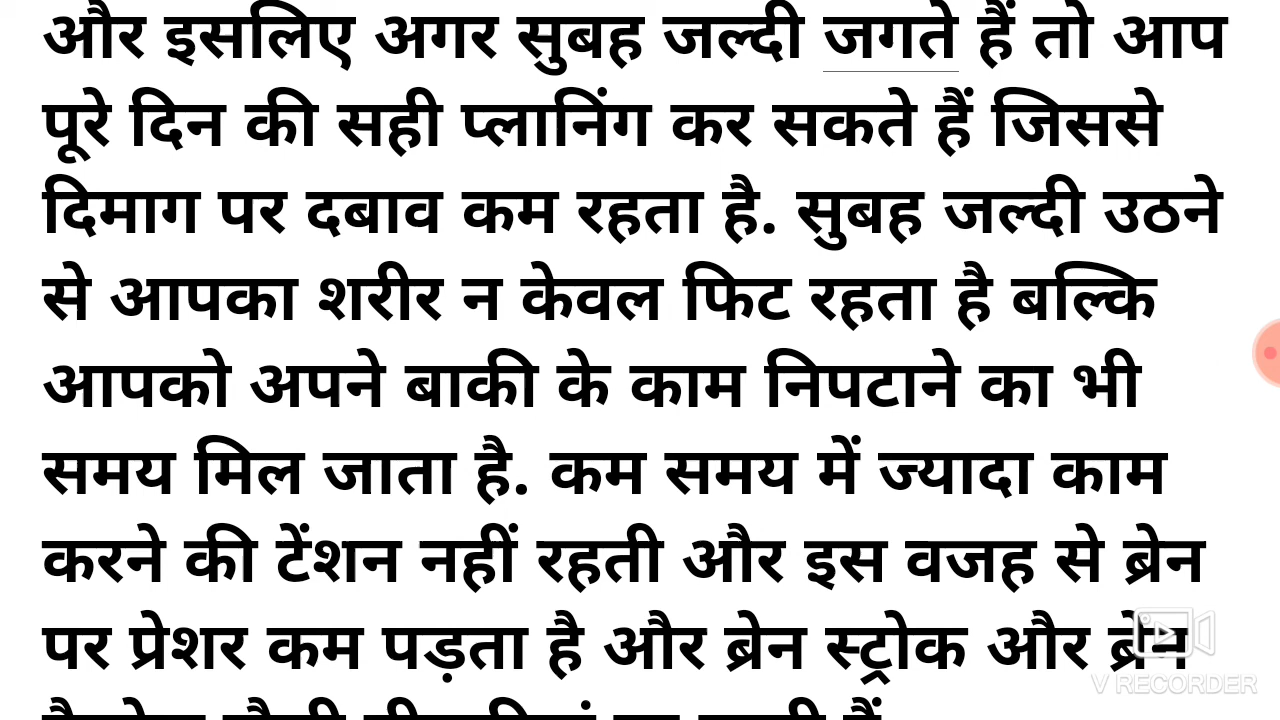 और इसलिए अगर सुबह जल्दी जगते हैं तो आप
पूरे दिन की सही प्लानिंग कर सकते हैं जिससे
दिमाग पर दबाव कम रहता है. सुबह जल्दी उठने
से आपका शरीर न केवल फिट रहता है बल्कि
आपको अपने बाकी के काम निपटाने का भी
समय मिल जाता है. कम समय में ज्यादा काम
करने की टेंशन नहीं रहती और इस वजह से ब्रेन
पर प्रेशर कम पड़ता है और ब्रेन स्ट्रोक और ब्रेन
V RECORDER